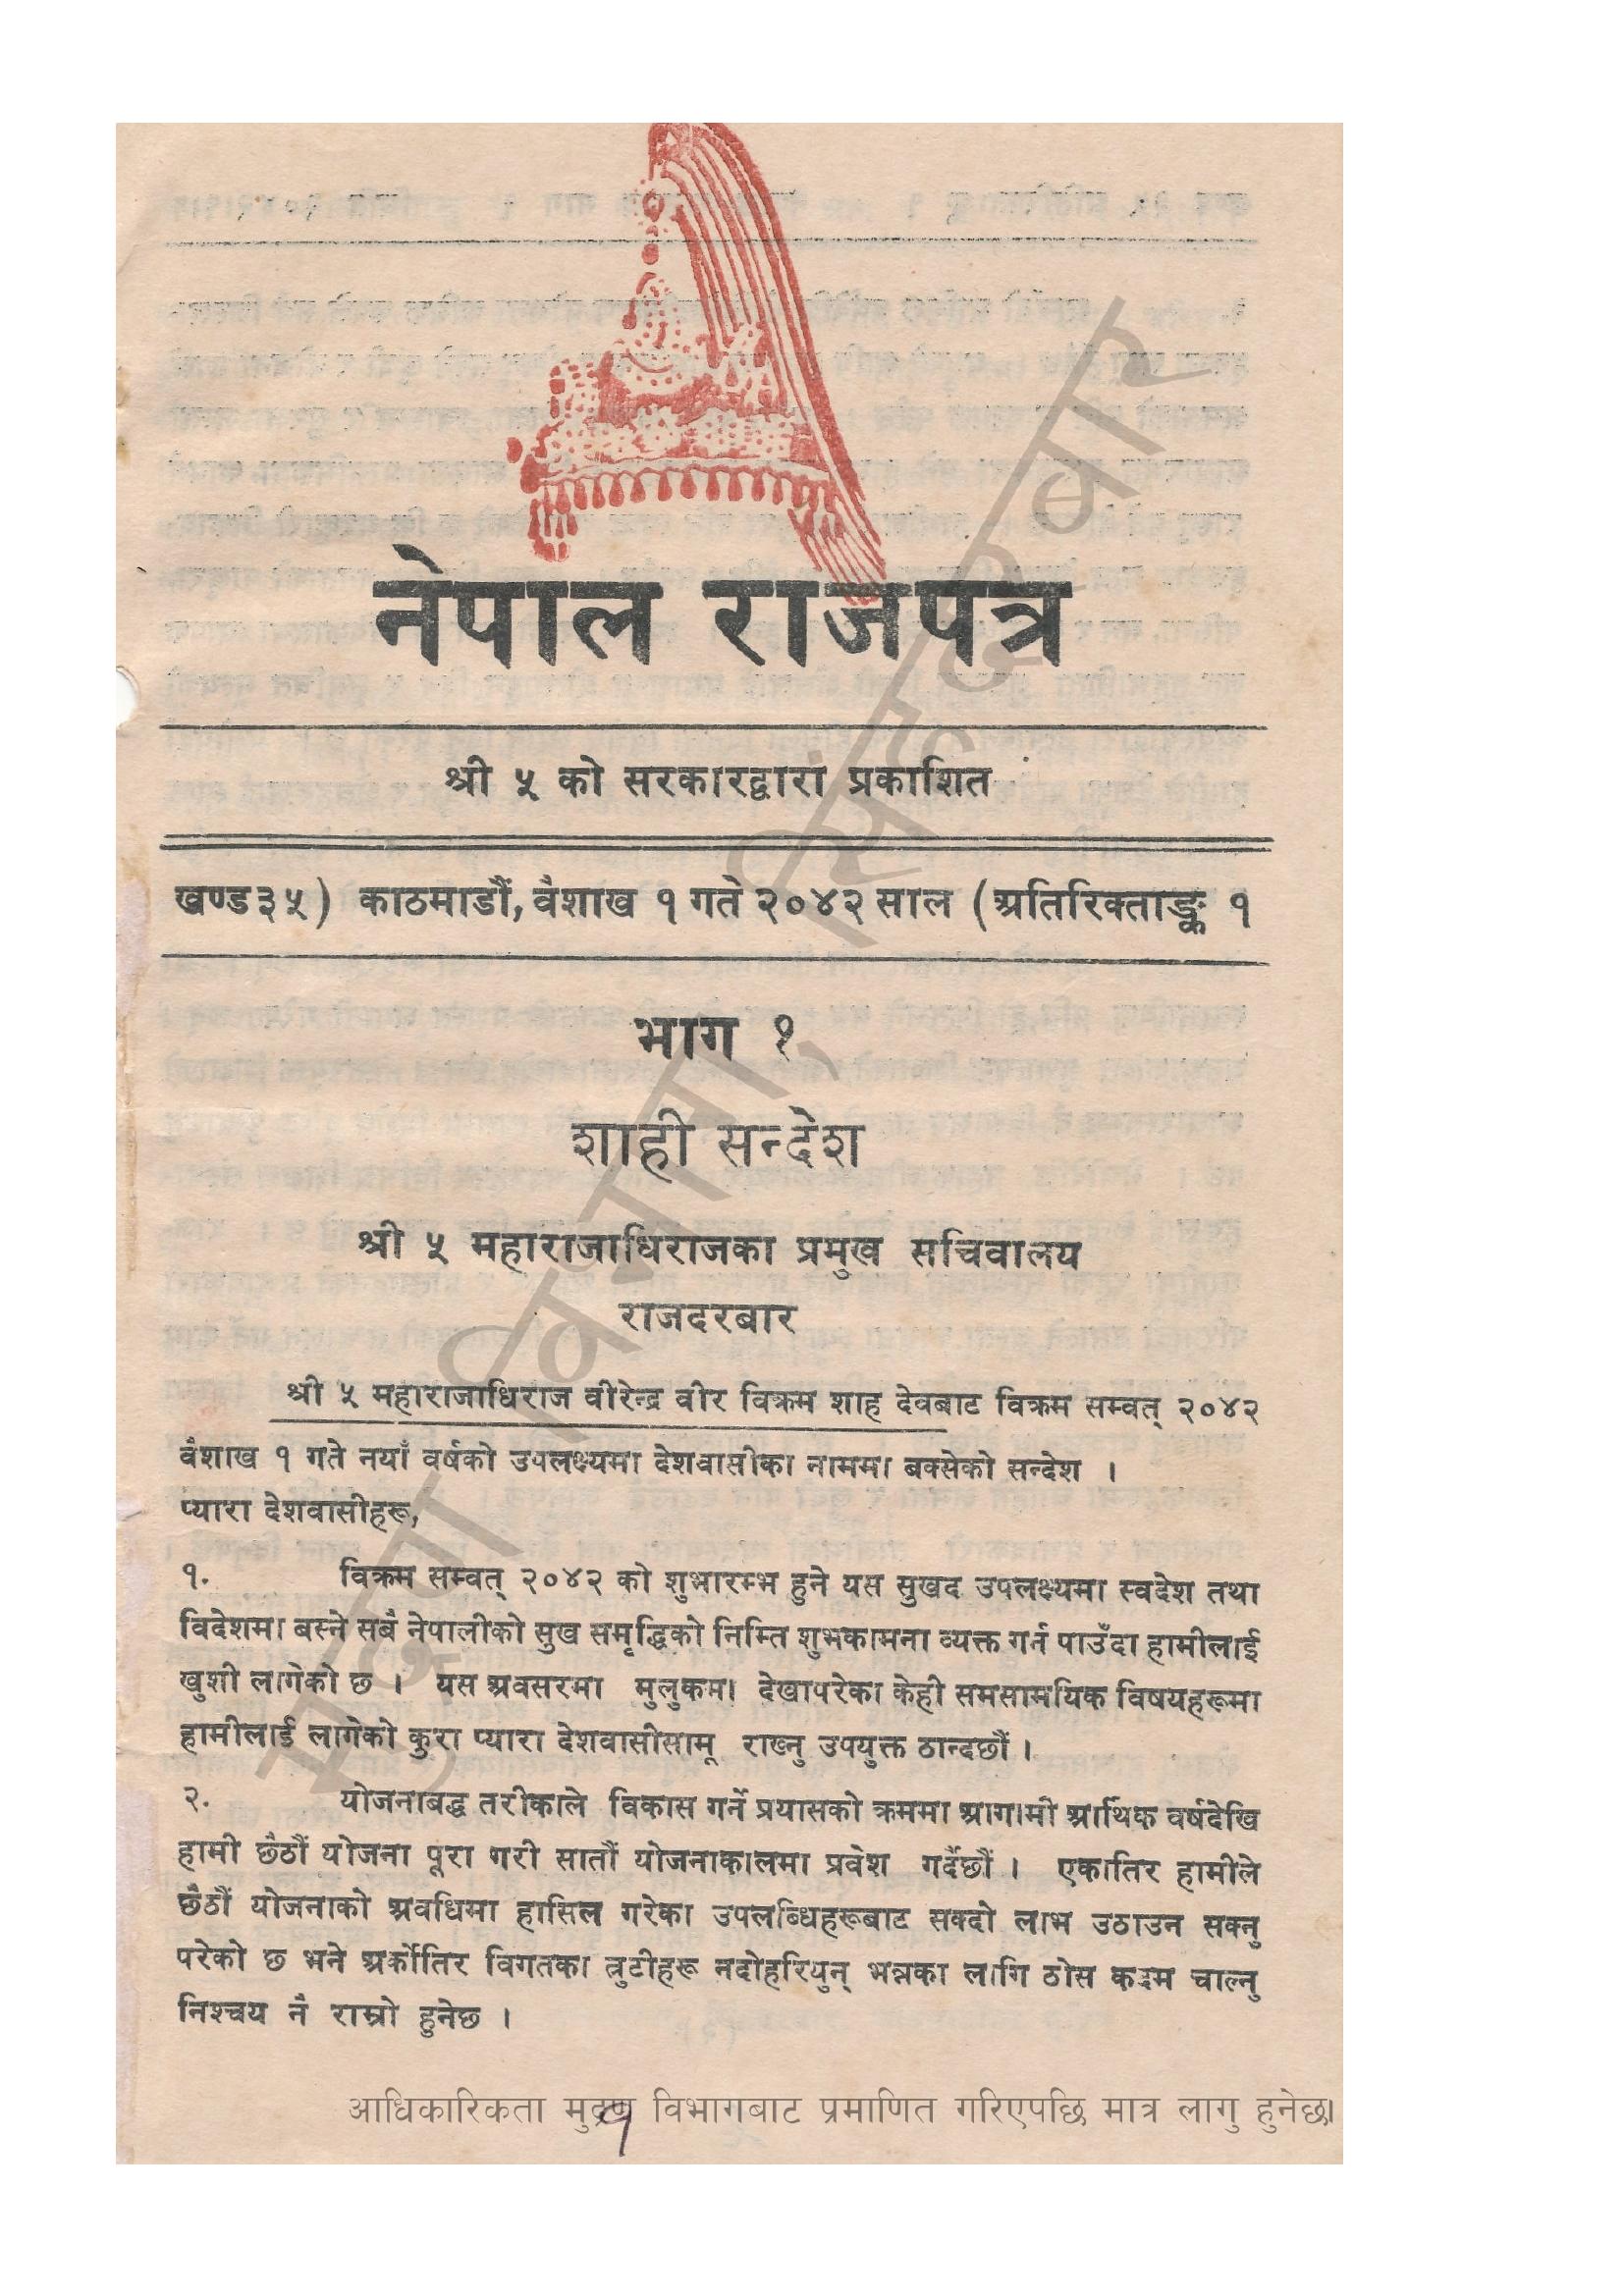 नेपाल राजपत्र
श्री ५ को सरकारद्वारा प्रकाशित
खण्ड ३५) काठमाडौं, वैशाख १ गते २०४२ साल (अतिरिक्ताङ्क १
भाग १
शाही सन्देश
श्री ५ महाराजाधिराजका प्रमुख सचिवालय
राजदरबार
श्री ५ महाराजाधिराज वीरेन्द्र वीर विक्रम शाह देवबाट विक्रम सम्वत् २०४२
वैशाख १ गते नयाँ वर्षको उपलक्ष्यमा देशवासीका नाममा बक्सेको सन्देश ।
प्यारा देशवासीहरू,
१. विक्रम सम्वत् २०४२ को शुभारम्भ हुने यस सुखद उपलक्ष्यमा स्वदेश तथा
विदेशमा बस्ने सबै नेपालीको सुख समृद्धिको निम्ति शुभकामना व्यक्त गर्न पाउँदा हामीलाई
खुशी लागेको छ । यस अवसरमा मुलुकमा देखापरेका केही समसामयिक विषयहरूमा
हामीलाई लागेको कुरा प्यारा देशवासीसामू राख्नु उपयुक्त ठान्दछौं ।
२. योजनाबद्ध तरीकाले विकास गर्ने प्रयासको क्रममा आगामी आर्थिक वर्षदेखि
हामी छैठौं योजना पूरा गरी सातौं योजनाकालमा प्रवेश गर्दैछौं । एकातिर हामीले
छैठौं योजनाको अवधिमा हासिल गरेका उपलब्धिहरूबाट सक्दो लाभ उठाउन सक्नु
परेको छ भने अर्कोतिर विगतका त्रुटीहरू नदोहरियुन् भन्नका लागि ठोस कदम चाल्नु
निश्चय नै राम्रो हुनेछ ।
मुद्रण विभाग, सिंहदरबार
आधिकारिकता मुद्रण विभागबाट प्रमाणित गरिएपछि मात्र लागु हुनेछ।
१